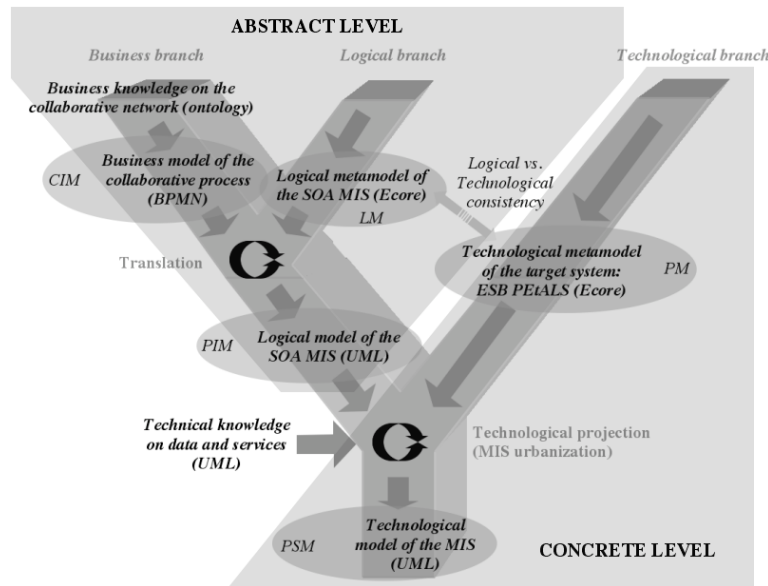 ABSTRACT LEVEL
Business branch
Logical branch
Technological branch
Business knowledge on the
collaborative network (ontology)
CIM
Business model of the
collaborative process
(BPMN)
Logical metamodel of
the SOA MIS (Ecore)
LM
Logical vs.
Technological
consistency
Technological metamodel
of the target system:
ESB PEtALS (Ecore)
PM
Translation
PIM
Logical model of the
SOA MIS (UML)
Technical knowledge
on data and services
(UML)
Technological projection
(MIS urbanization)
PSM
Technological
model of the MIS
(UML)
CONCRETE LEVEL